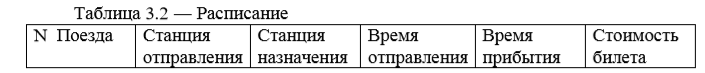 Таблица 3.2 — Расписание
N Поезда Станция Станция Время Время Стоимость
отправления назначения отправления прибытия билета